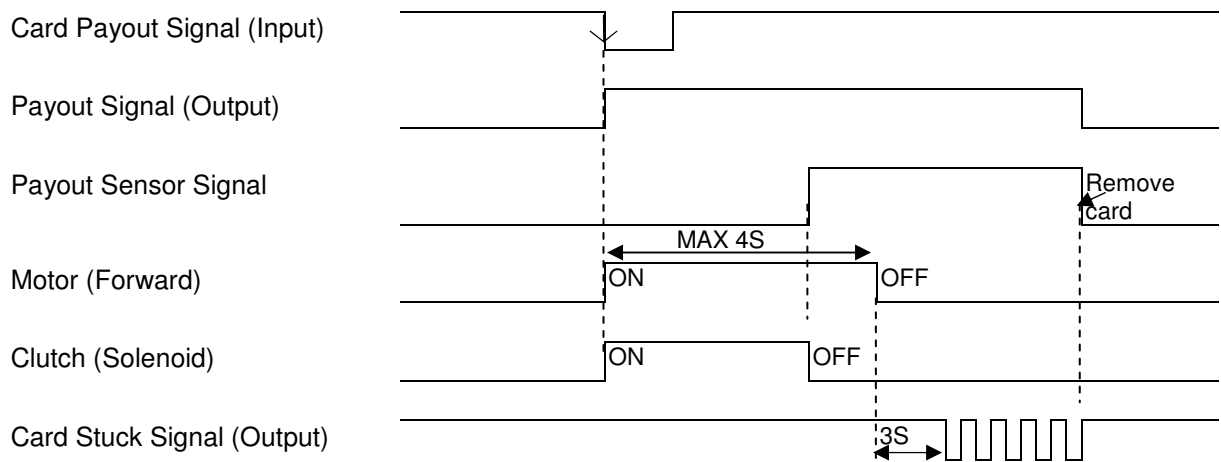 Card Payout Signal (Input)
Payout Signal (Output)
Payout Sensor Signal
Remove
card
MAX 4S
Motor (Forward)
ON
OFF
Clutch (Solenoid)
ON
OFF
Card Stuck Signal (Output)
3S